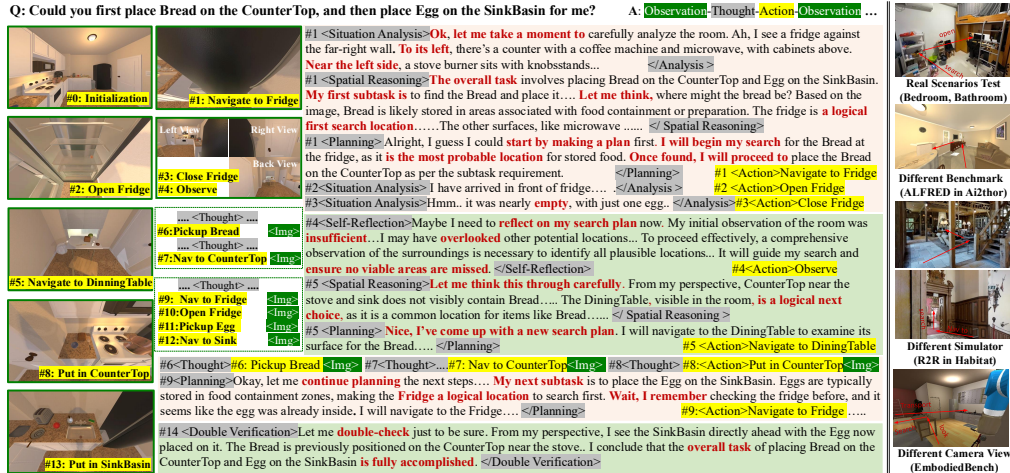 Q: Could you first place Bread on the CounterTop, and then place Egg on the SinkBasin for me?
A: Observation-Thought-Action-Observation ...
#0: Initialization
#1: Navigate to Fridge
#2: Open Fridge
Left View
Right View
Back View
#3: Close Fridge
#4: Observe
#5: Navigate to DinningTable
.... <Thought> ....
#6:Pickup Bread <Img>
.... <Thought> ....
#7:Nav to CounterTop <Img>
.... <Thought> ....
#9: Nav to Fridge <Img>
#10:Open Fridge <Img>
#11:Pickup Egg <Img>
#12:Nav to Sink <Img>
#8: Put in CounterTop
#13: Put in SinkBasin
#1 <Situation Analysis>Ok, let me take a moment to carefully analyze the room. Ah, I see a fridge against
the far-right wall. To its left, there's a counter with a coffee machine and microwave, with cabinets above.
Near the left side, a stove burner sits with knobsstands... </Analysis >
#1 <Spatial Reasoning>The overall task involves placing Bread on the CounterTop and Egg on the SinkBasin.
My first subtask is to find the Bread and place it…. Let me think, where might the bread be? Based on the
image, Bread is likely stored in areas associated with food containment or preparation. The fridge is a logical
first search location……The other surfaces, like microwave ...... </ Spatial Reasoning>
#1 <Planning>Alright, I guess I could start by making a plan first. I will begin my search for the Bread at
the fridge, as it is the most probable location for stored food. Once found, I will proceed to place the Bread
on the CounterTop as per the subtask requirement. </Planning> #1 <Action>Navigate to Fridge
#2<Situation Analysis>I have arrived in front of fridge…. .</Analysis > #2 <Action>Open Fridge
#3<Situation Analysis>Hmm.. it was nearly empty, with just one egg.. </Analysis>#3<Action>Close Fridge
#4<Self-Reflection>Maybe I need to reflect on my search plan now. My initial observation of the room was
insufficient…I may have overlooked other potential locations... To proceed effectively, a comprehensive
observation of the surroundings is necessary to identify all plausible locations... It will guide my search and
ensure no viable areas are missed. </Self-Reflection> #4<Action>Observe
#5 <Spatial Reasoning>Let me think this through carefully. From my perspective, CounterTop near the
stove and sink does not visibly contain Bread….. The DiningTable, visible in the room, is a logical next
choice, as it is a common location for items like Bread…… </ Spatial Reasoning >
#5 <Planning> Nice, I've come up with a new search plan. I will navigate to the DiningTable to examine its
surface for the Bread….. </Planning> #5 <Action>Navigate to DiningTable
#6<Thought>#6: Pickup Bread <Img> #7<Thought>....#7: Nav to CounterTop<Img> #8<Thought> #8:<Action>Put in CounterTop<Img>
#9<Planning>Okay, let me continue planning the next steps…. My next subtask is to place the Egg on the SinkBasin. Eggs are typically
stored in food containment zones, making the Fridge a logical location to search first. Wait, I remember checking the fridge before, and it
seems like the egg was already inside. I will navigate to the Fridge…. </Planning> #9:<Action>Navigate to Fridge …..
#14 <Double Verification>Let me double-check just to be sure. From my perspective, I see the SinkBasin directly ahead with the Egg now
placed on it. The Bread is previously positioned on the CounterTop near the stove.. I conclude that the overall task of placing Bread on the
CounterTop and Egg on the SinkBasin is fully accomplished. </Double Verification>
open
search
Real Scenarios Test
(Bedroom, Bathroom)
Different Benchmark
(ALFRED in Ai2thor)
Different Simulator
(R2R in Habitat)
Different Camera View
(EmbodiedBench)